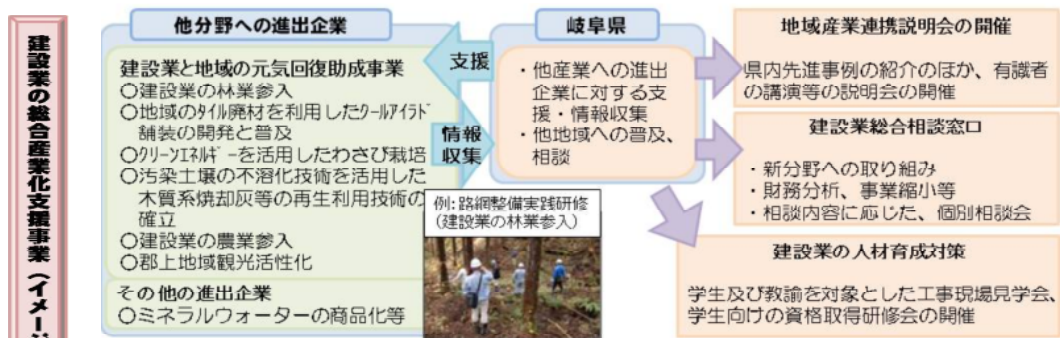 建設業の総合産業化支援事業（イメージ
他分野への進出企業
建設業と地域の元気回復助成事業
○建設業の林業参入
○地域のタイル廃材を利用したクールアイランド
舗装の開発と普及
○クリーンエネルギーを活用したわさび栽培
○汚染土壌の不溶化技術を活用した
木質系焼却灰等の再生利用技術の
確立
○建設業の農業参入
○郡上地域観光活性化
その他の進出企業
○ミネラルウォーターの商品化等
支援
情報
収集
岐阜県
・他産業への進出
企業に対する支
援・情報収集
・他地域への普及、
相談
例：路網整備実践研修
（建設業の林業参入）
地域産業連携説明会の開催
県内先進事例の紹介のほか、有識者
の講演等の説明会の開催
建設業総合相談窓口
・新分野への取り組み
・財務分析、事業縮小等
・相談内容に応じた、個別相談会
建設業の人材育成対策
学生及び教諭を対象とした工事現場見学会、
学生向けの資格取得研修会の開催